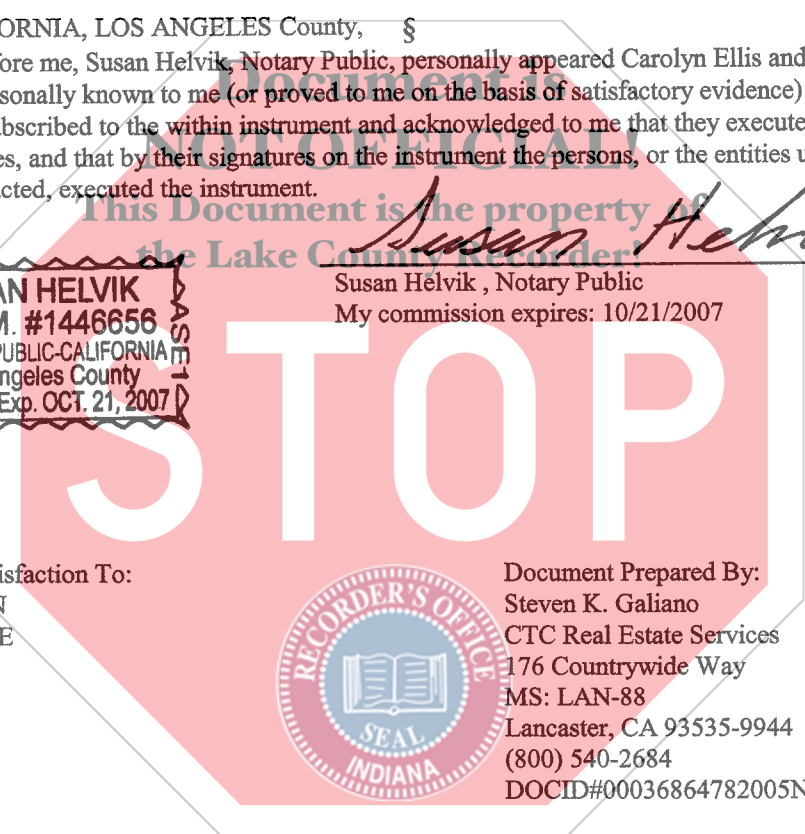 ORNIA, LOS ANGELES County, §
fore me, Susan Helvik, Notary Public, personally appeared Carolyn Ellis and
rsonally known to me (or proved to me on the basis of satisfactory evidence)
ubscribed to the within instrument and acknowledged to me that they execute
es, and that by their signatures on the instrument the persons, or the entities u
acted, executed the instrument.
Document is
NOT OFFICIAL!
This Document is the property of
the Lake County Recorder!
Susan Helv
Susan Helvik , Notary Public
My commission expires: 10/21/2007
AN HELVIK
M. #1446656
PUBLIC-CALIFORNIA
ngeles County
Exp. OCT. 21, 2007
ASE1
STOP
isfaction To:
N
E
RECORDER'S OFFICE
SEAL
INDIANA
Document Prepared By:
Steven K. Galiano
CTC Real Estate Services
176 Countrywide Way
MS: LAN-88
Lancaster, CA 93535-9944
(800) 540-2684
DOCID#00036864782005N